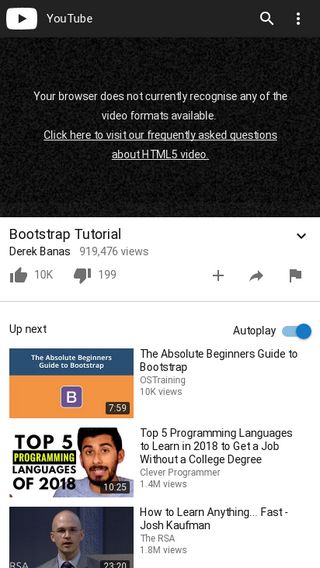 YouTube
Your browser does not currently recognise any of the
video formats available.
Click here to visit our frequently asked questions
about HTML5 video.
Bootstrap Tutorial
Derek Banas 919,476 views
10K 199
Up next Autoplay
The Absolute Beginners
Guide to Bootstrap
B
7:59
The Absolute Beginners Guide to
Bootstrap
OSTraining
10K views
TOP 5
PROGRAMMING
LANGUAGES
OF 2018
10:25
Top 5 Programming Languages
to Learn in 2018 to Get a Job
Without a College Degree
Clever Programmer
1.4M views
RSA
23:20
How to Learn Anything... Fast -
Josh Kaufman
The RSA
1.8M views